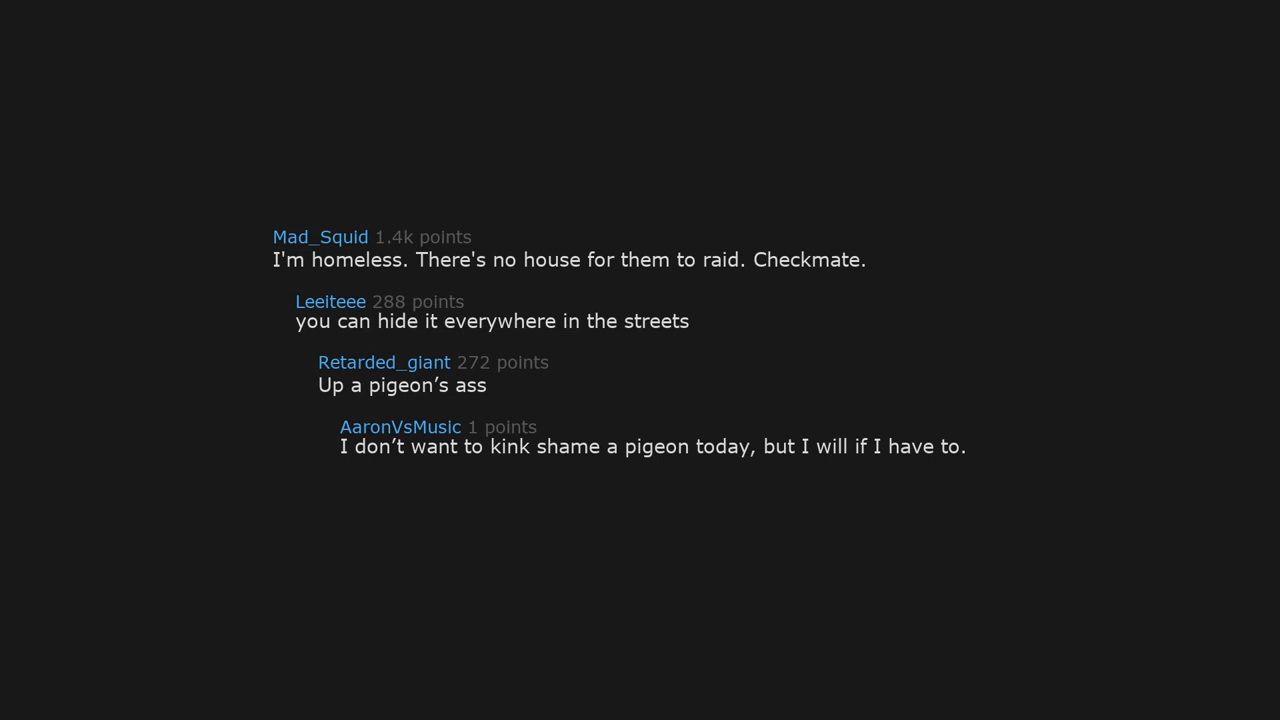 Mad_Squid 1.4k points
I'm homeless. There's no house for them to raid. Checkmate.
Leeiteee 288 points
you can hide it everywhere in the streets
Retarded_giant 272 points
Up a pigeon’s ass
AaronVsMusic 1 points
I don’t want to kink shame a pigeon today, but I will if I have to.